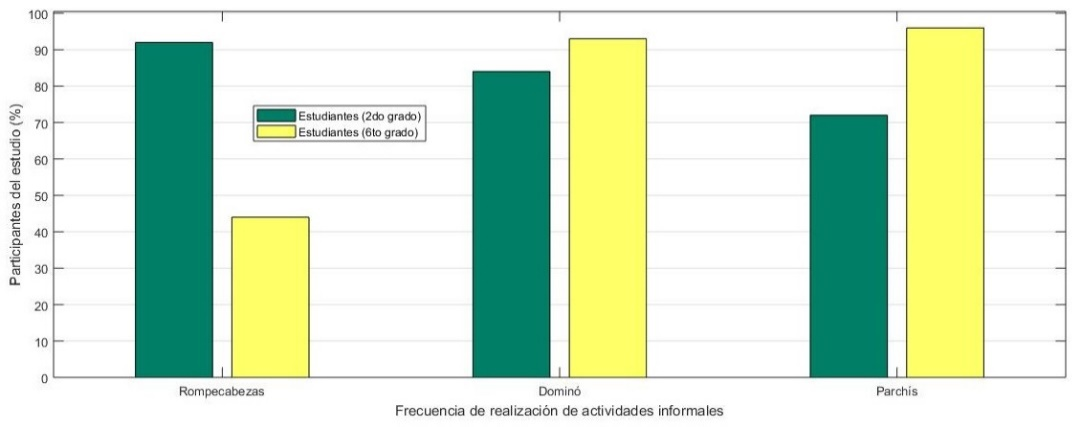 100
90
80
70
60
50
40
30
20
10
0
Participantes del estudio (%)
Estudiantes (2do grado)
Estudiantes (6to grado)
Rompecabezas
Dominó
Parchís
Frecuencia de realización de actividades informales